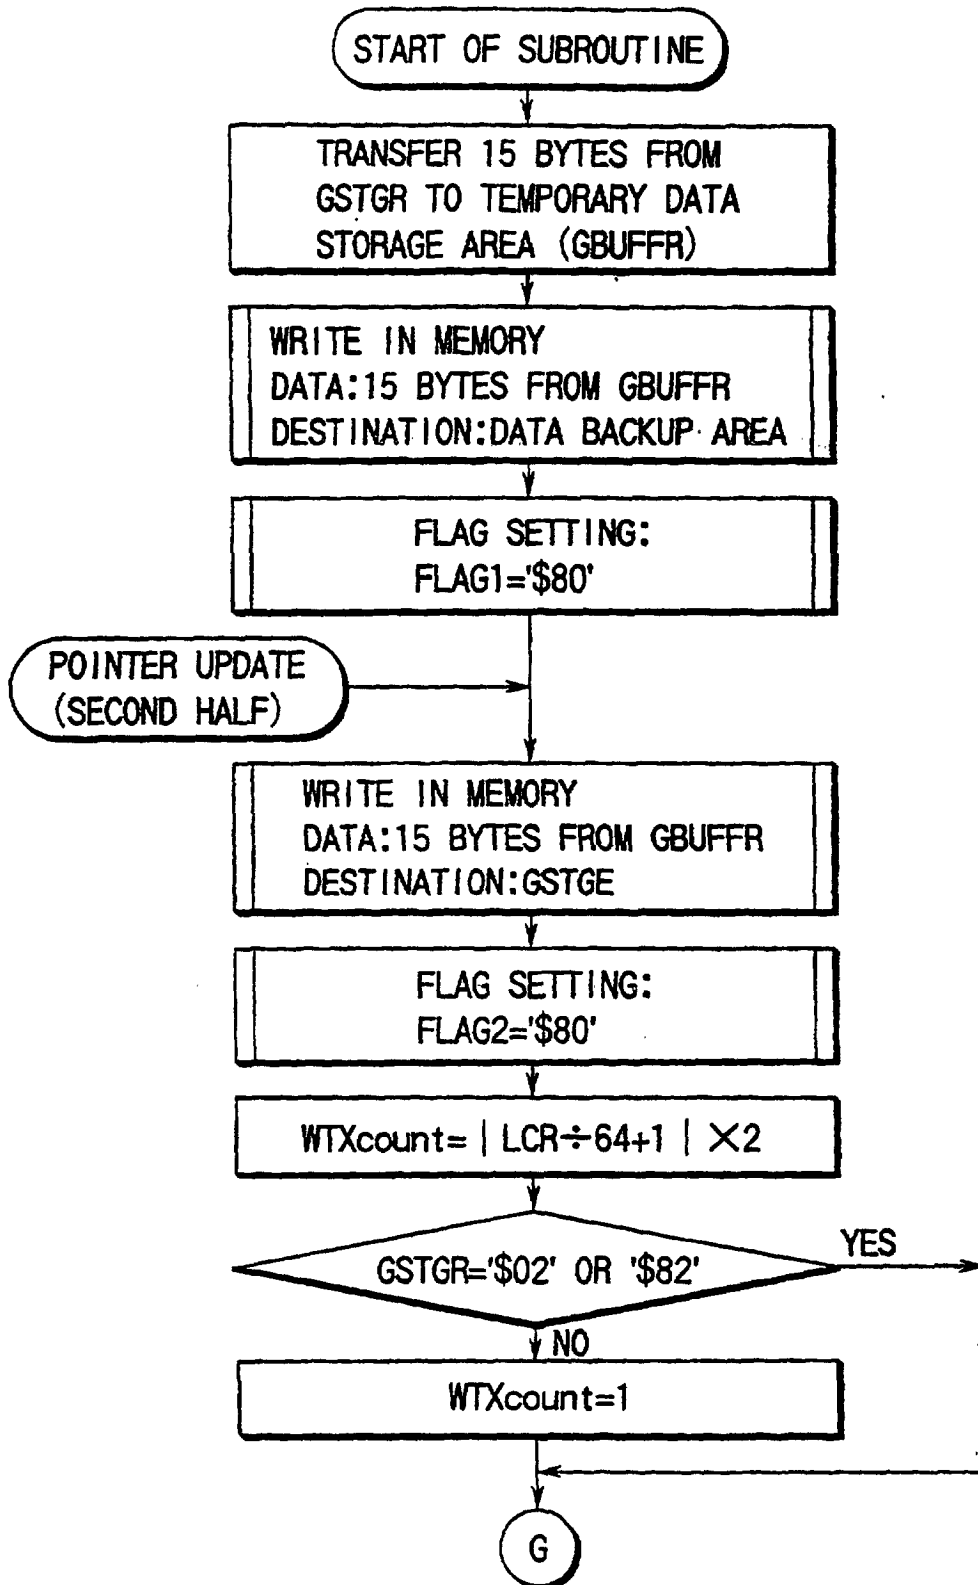 START OF SUBROUTINE
TRANSFER 15 BYTES FROM
GSTGR TO TEMPORARY DATA
STORAGE AREA (GBUFFR)
WRITE IN MEMORY
DATA:15 BYTES FROM GBUFFR
DESTINATION:DATA BACKUP AREA
FLAG SETTING:
FLAG1='$80'
POINTER UPDATE
(SECOND HALF)
WRITE IN MEMORY
DATA:15 BYTES FROM GBUFFR
DESTINATION:GSTGE
FLAG SETTING:
FLAG2='$80'
WTXcount= | LCR÷64+1 | ×2
GSTGR='$02' OR '$82'
YES
NO
WTXcount=1
G